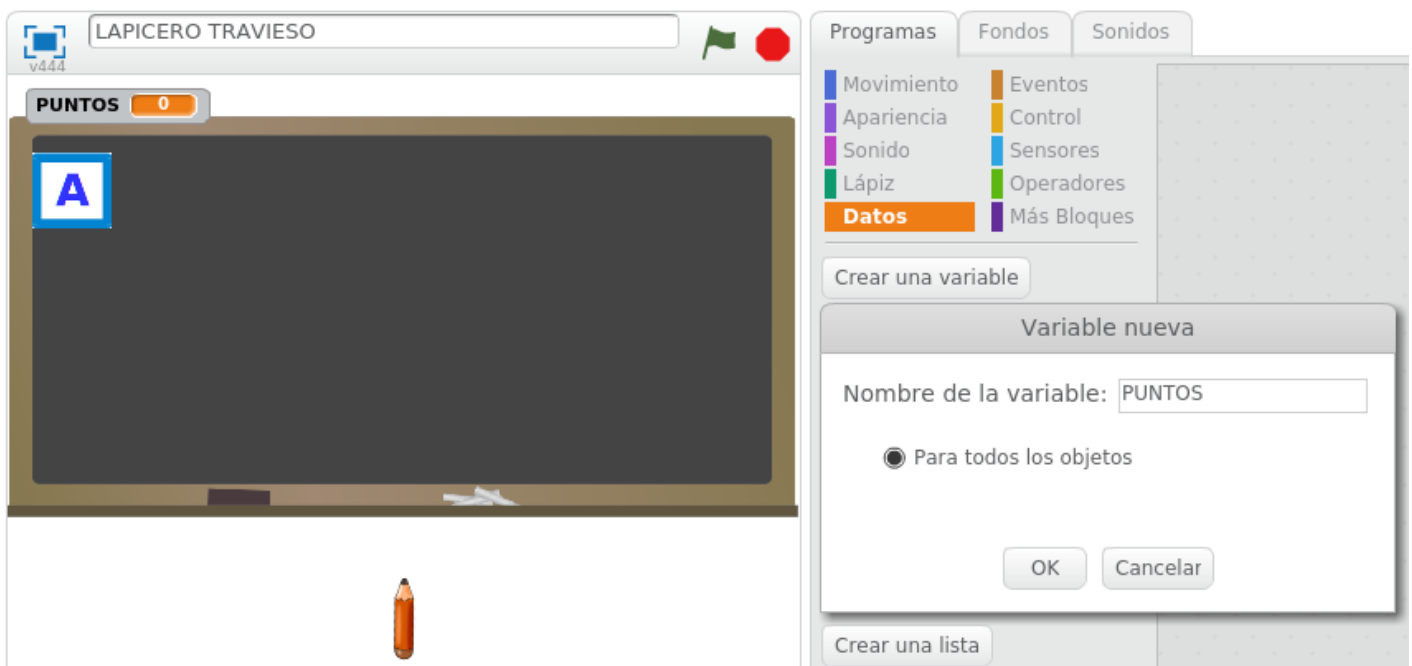 LAPICERO TRAVIESO
v444
PUNTOS 0
A
Programas Fondos Sonidos
Movimiento Eventos
Apariencia Control
Sonido Sensores
Lápiz Operadores
Datos Más Bloques
Crear una variable
Variable nueva
Nombre de la variable: PUNTOS
Para todos los objetos
OK Cancelar
Crear una lista